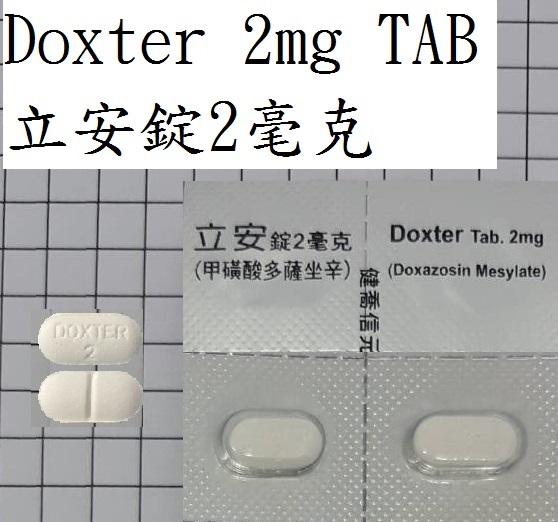 Doxter 2mg TAB
立安錠2毫克
立安錠2毫克
(甲磺酸多薩坐辛)
健喬信元
Doxter Tab. 2mg
(Doxazosin Mesylate)
DOXTER
2